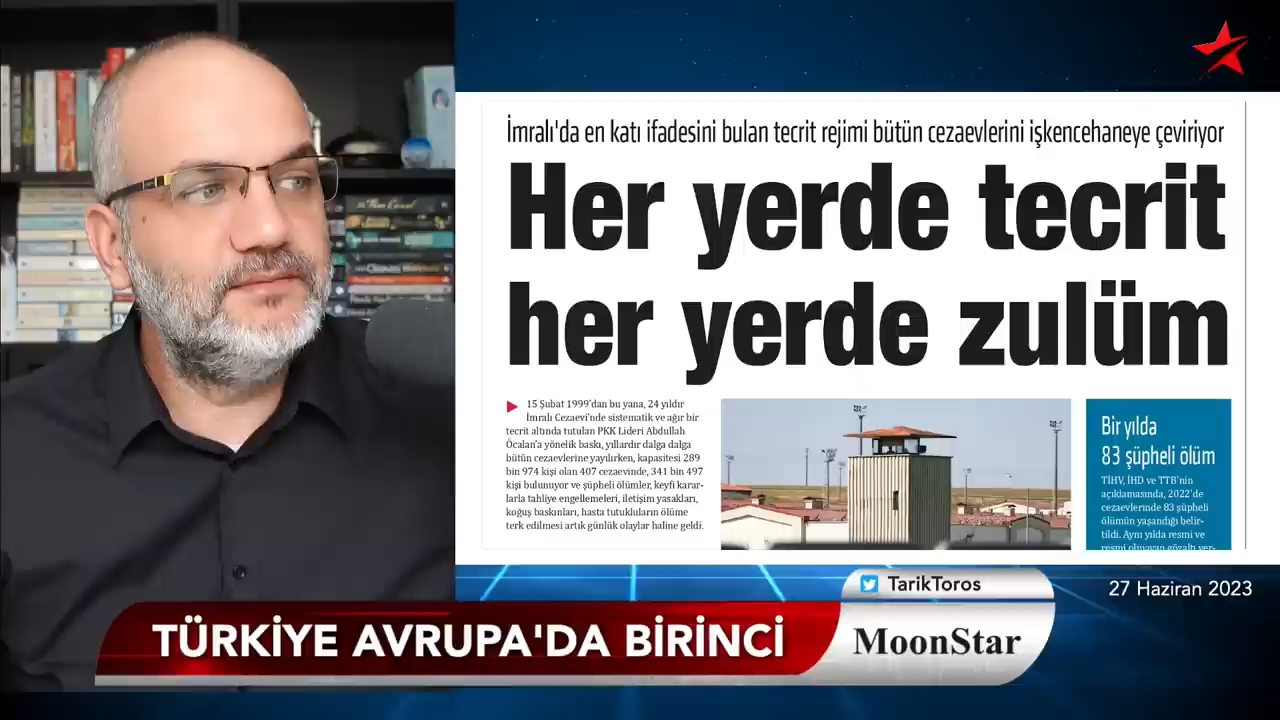 İmralı'da en katı ifadesini bulan tecrit rejimi bütün cezaevlerini işkencehaneye çeviriyor
Her yerde tecrit
her yerde zulüm
15 Şubat 1999'dan bu yana, 24 yıldır
İmralı Cezaevi'nde sistematik ve ağır bir
tecrit altında tutulan PKK Lideri Abdullah
Öcalan'a yönelik baskı, yıllardır dalga dalga
bütün cezaevlerine yayılırken, kapasitesi 289
bin 974 kişi olan 407 cezaevinde, 341 bin 497
kişi bulunuyor ve şüpheli ölümler, keyfi karar-
larla tahliye engellemeleri, iletişim yasakları,
koğuş baskınları, hasta tutukluların ölüme
terk edilmesi artık günlük olaylar haline geldi.
Bir yılda
83 şüpheli ölüm
TİHV, İHD ve TTB'nin
açıklamasında, 2022'de
cezaevlerinde 83 şüpheli
ölümün yaşandığı belir-
tildi. Aynı yılda resmi ve
resmi olmayan gözaltı yer-
TarikToros
27 Haziran 2023
TÜRKİYE AVRUPA'DA BİRİNCİ
MoonStar